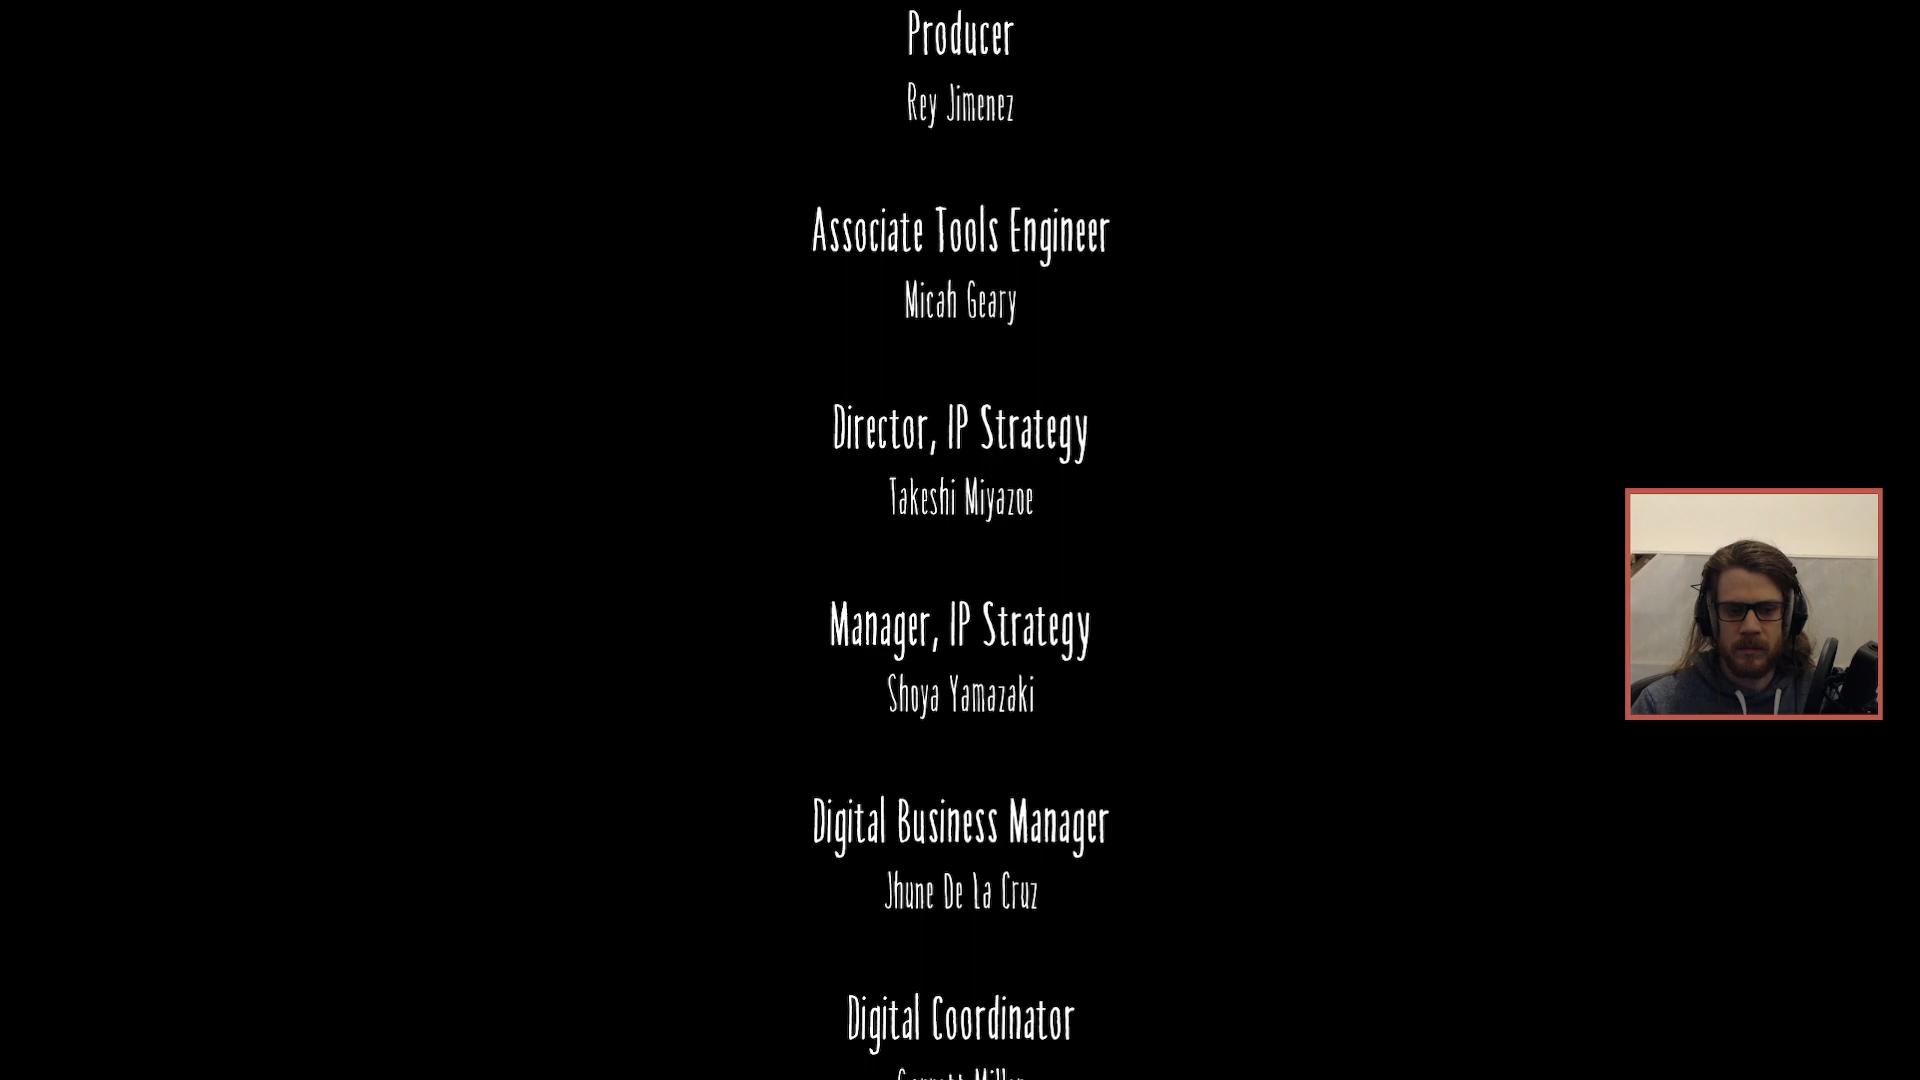 Producer
Rey Jimenez
Associate Tools Engineer
Micah Geary
Director, IP Strategy
Takeshi Miyazoe
Manager, IP Strategy
Shoya Yamazaki
Digital Business Manager
Jhune De La Cruz
Digital Coordinator